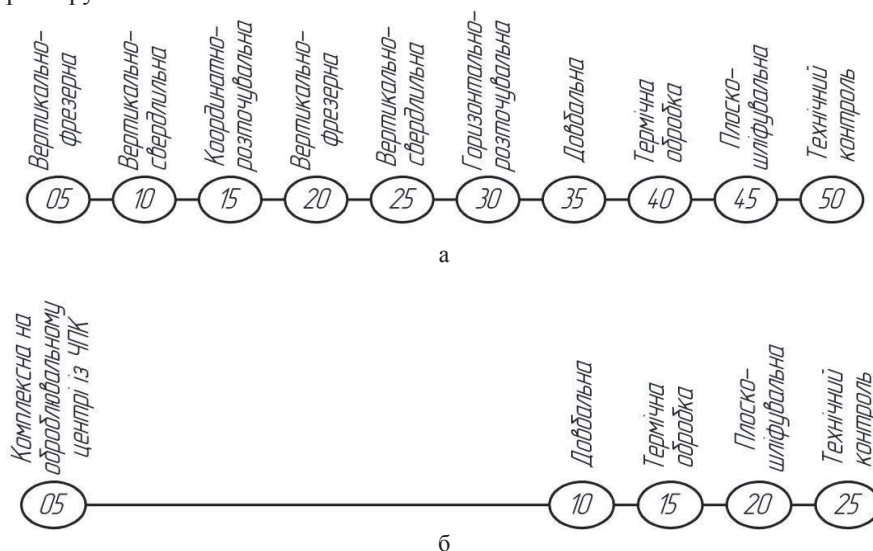 Вертикально-
фрезерна
Вертикально-
свердлильна
Координатно-
розточувальна
Вертикально-
фрезерна
Вертикально-
свердлильна
Горизонтально-
розточувальна
Довбальна
Термічна
обробка
Плоско-
шліфувальна
Технічний
контроль
05
10
15
20
25
30
35
40
45
50
а
Комплексна на
оброблювальному
центрі із ЧПК
Довбальна
Термічна
обробка
Плоско-
шліфувальна
Технічний
контроль
05
10
15
20
25
б